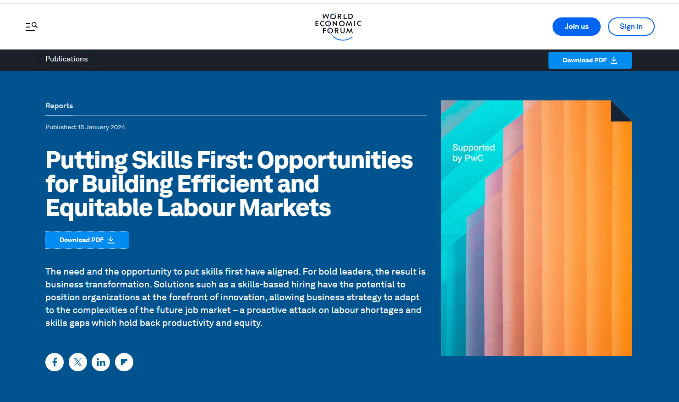 WORLD
ECONOMIC
FORUM
Join us
Sign in
Publications
Download PDF
Reports
Published: 15 January 2024
Putting Skills First: Opportunities
for Building Efficient and
Equitable Labour Markets
Download PDF
The need and the opportunity to put skills first have aligned. For bold leaders, the result is
business transformation. Solutions such as a skills-based hiring have the potential to
position organizations at the forefront of innovation, allowing business strategy to adapt
to the complexities of the future job market – a proactive attack on labour shortages and
skills gaps which hold back productivity and equity.
Supported
by PwC